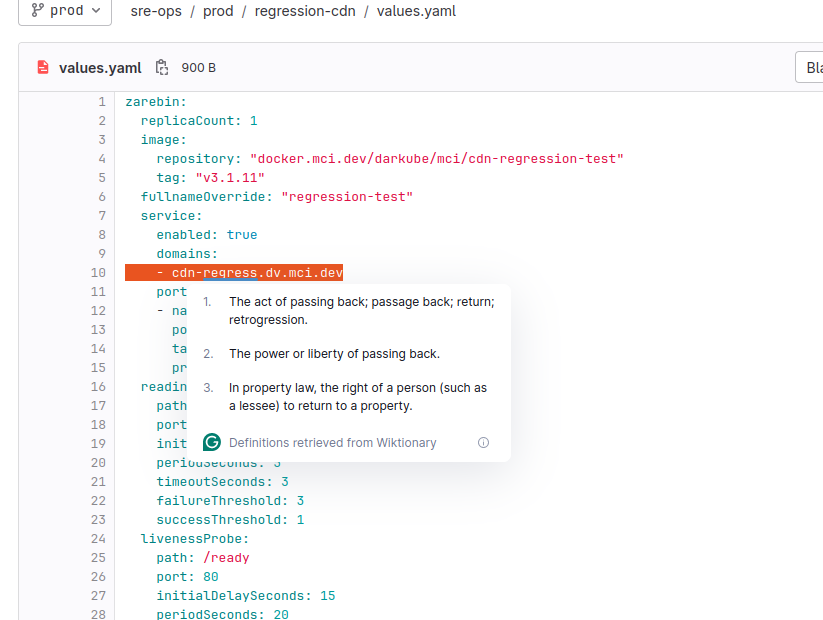 prod
sre-ops / prod / regression-cdn / values.yaml
values.yaml 900 B
Bla
1 zarebin:
2 replicaCount: 1
3 image:
4 repository: "docker.mci.dev/darkube/mci/cdn-regression-test"
5 tag: "v3.1.11"
6 fullnameOverride: "regression-test"
7 service:
8 enabled: true
9 domains:
10 - cdn-regress.dv.mci.dev
11 port
12 - na
13 po
14 ta
15 pr
16 readin
17 path
18 port
19 init
20 periodSeconds: 5
21 timeoutSeconds: 3
22 failureThreshold: 3
23 successThreshold: 1
24 livenessProbe:
25 path: /ready
26 port: 80
27 initialDelaySeconds: 15
28 periodSeconds: 20
1. The act of passing back; passage back; return;
retrogression.
2. The power or liberty of passing back.
3. In property law, the right of a person (such as
a lessee) to return to a property.
Definitions retrieved from Wiktionary